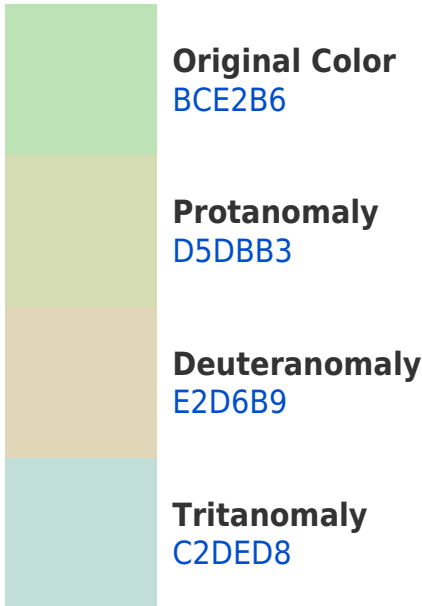 Original Color
BCE2B6
Protanomaly
D5DBB3
Deuteranomaly
E2D6B9
Tritanomaly
C2DED8